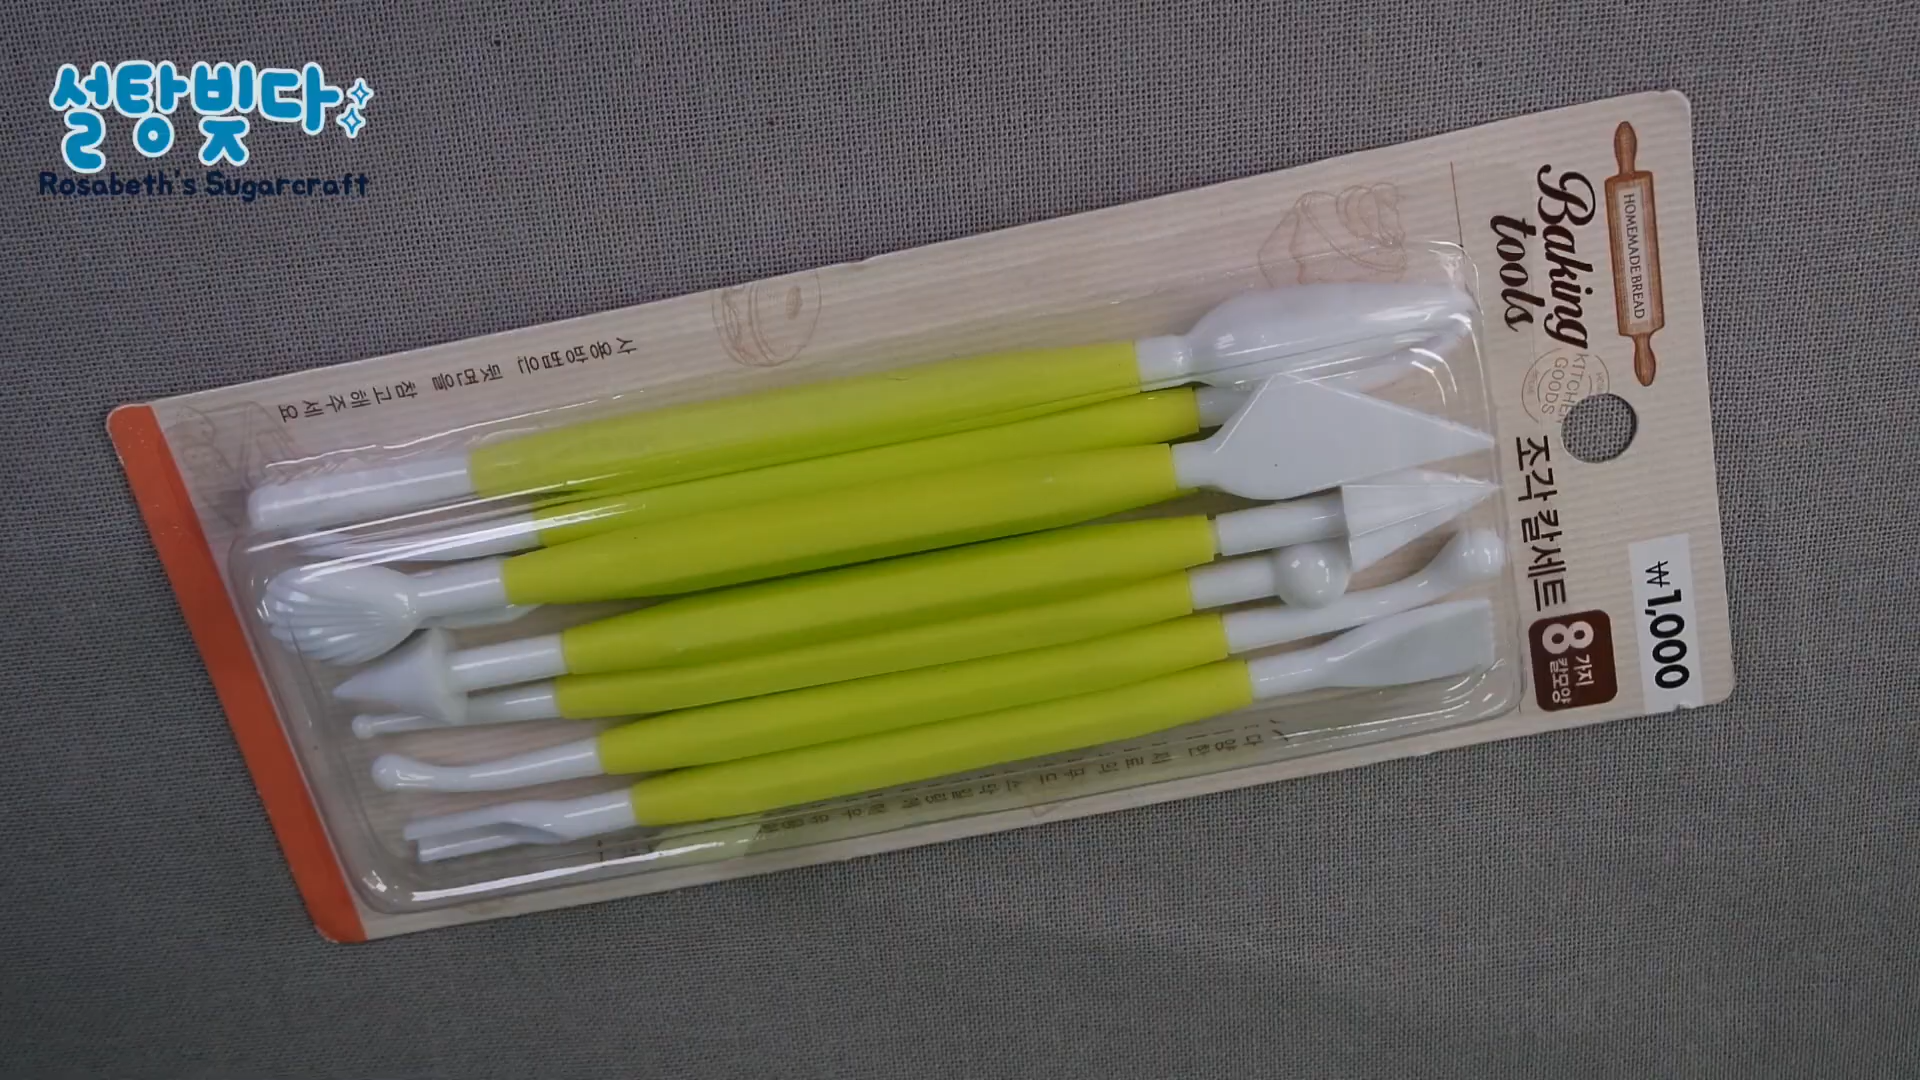 설탕빚다
Rosabeth's Sugarcraft
HOMEMADE BREAD
Baking
tools
KITCHEN
GOODS
조각 칼세트
8가지
칼모양
₩1,000
사용방법은 뒷면을 참고해주세요